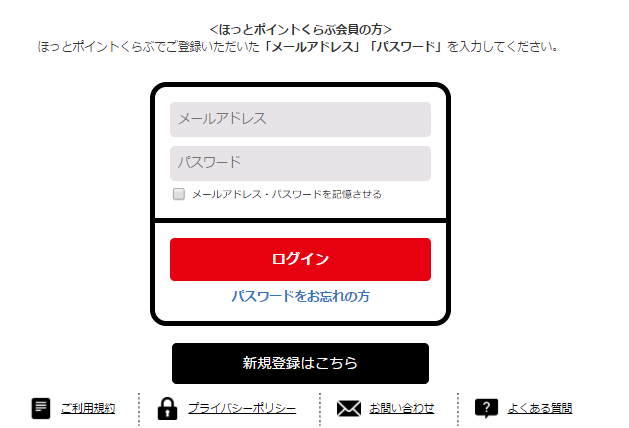 ＜ほっとポイントくらぶ会員の方＞
ほっとポイントくらぶでご登録いただいた「メールアドレス」「パスワード」を入力してください。
メールアドレス
パスワード
メールアドレス・パスワードを記憶させる
ログイン
パスワードをお忘れの方
新規登録はこちら
ご利用規約 プライバシーポリシー お問い合わせ ? よくある質問